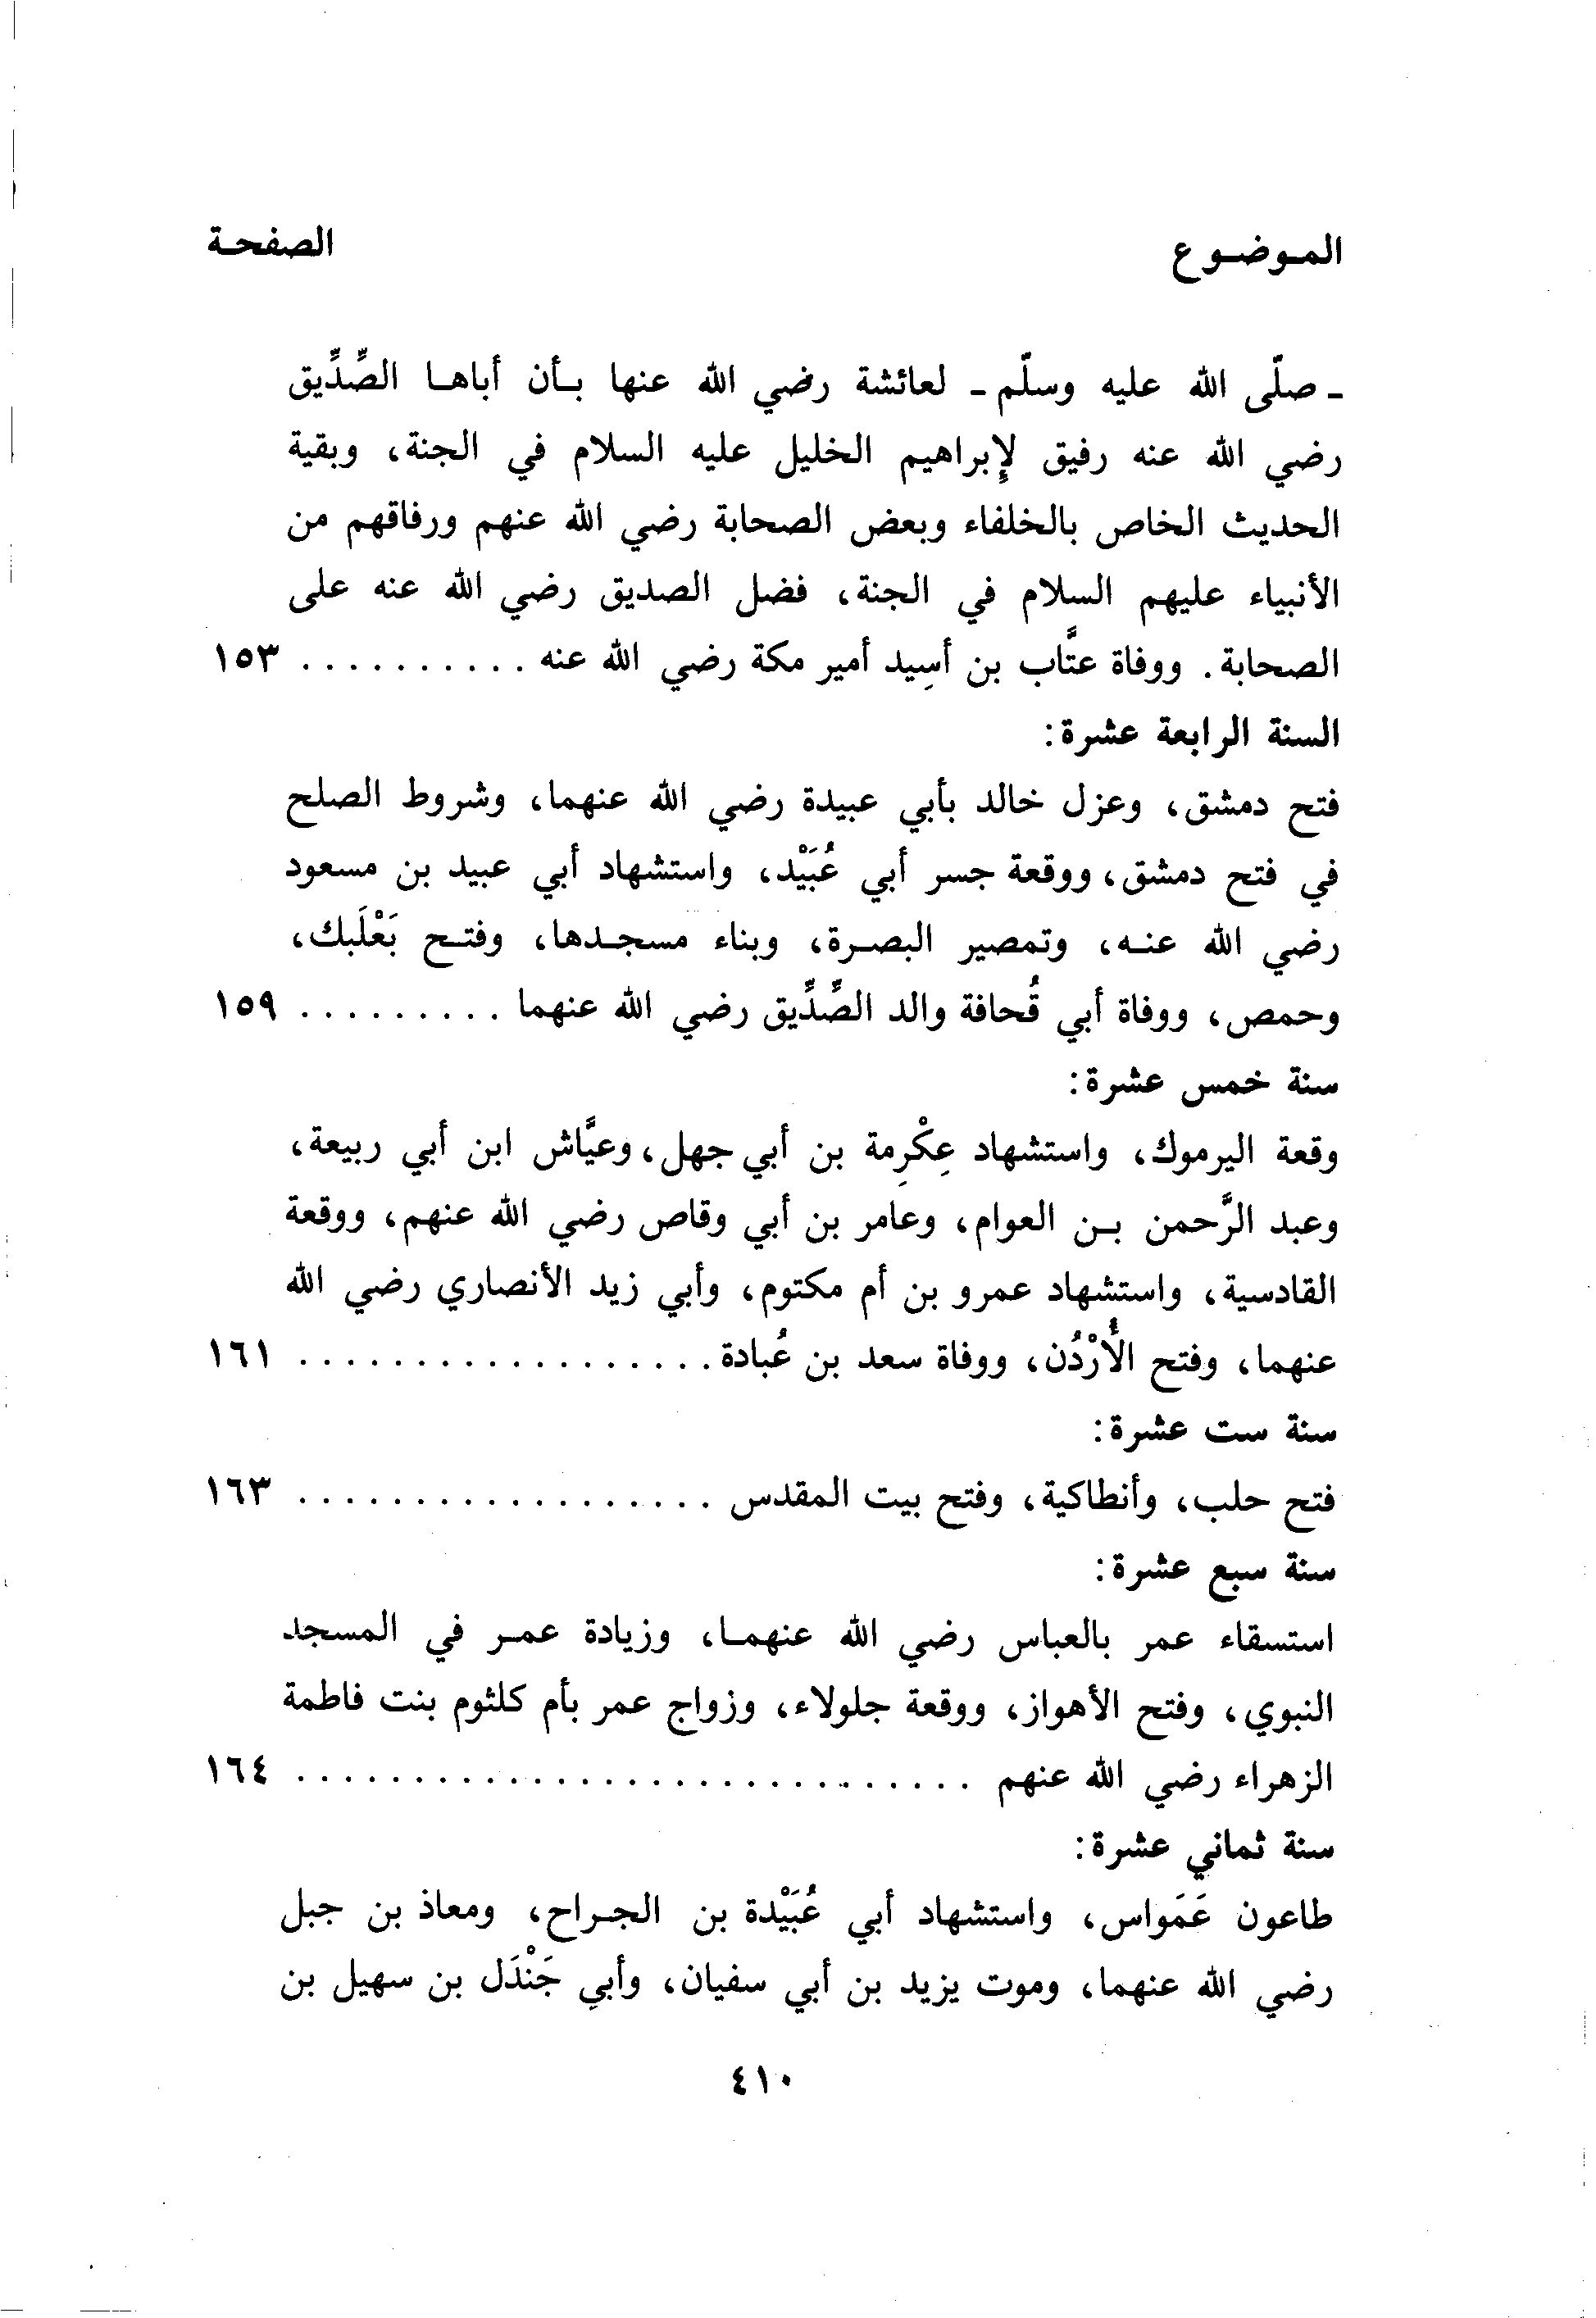 الموضوع الصفحة
ـ صلّى الله عليه وسلّم ـ لعائشة رضي الله عنها بأن أباها الصِّدِّيق
رضي الله عنه رفيق لإِبراهيم الخليل عليه السلام في الجنة، وبقية
الحديث الخاص بالخلفاء وبعض الصحابة رضي الله عنهم ورفاقهم من
الأنبياء عليهم السلام في الجنة، فضل الصديق رضي الله عنه على
الصحابة. ووفاة عتَّاب بن أسِيد أمير مكة رضي الله عنه . . . . . . . . . . ١٥٣
السنة الرابعة عشرة:
فتح دمشق، وعزل خالد بأبي عبيدة رضي الله عنهما، وشروط الصلح
في فتح دمشق، ووقعة جسر أبي عُبَيْد، واستشهاد أبي عبيد بن مسعود
رضي الله عنه، وتمصير البصرة، وبناء مسجدها، وفتح بَعْلَبك،
وحمص، ووفاة أبي قُحافة والد الصِّدِّيق رضي الله عنهما . . . . . . . . . ١٥٩
سنة خمس عشرة:
وقعة اليرموك، واستشهاد عِكْرِمة بن أبي جهل، وعيَّاش ابن أبي ربيعة،
وعبد الرَّحمن بن العوام، وعامر بن أبي وقاص رضي الله عنهم، ووقعة
القادسية، واستشهاد عمرو بن أم مكتوم، وأبي زيد الأنصاري رضي الله
عنهما، وفتح الأُرْدُن، ووفاة سعد بن عُبادة . . . . . . . . . . . . . . . . . . ١٦١
سنة ست عشرة:
فتح حلب، وأنطاكية، وفتح بيت المقدس . . . . . . . . . . . . . . . . . . ١٦٣
سنة سبع عشرة:
استسقاء عمر بالعباس رضي الله عنهما، وزيادة عمر في المسجد
النبوي، وفتح الأهواز، ووقعة جلولاء، وزواج عمر بأم كلثوم بنت فاطمة
الزهراء رضي الله عنهم . . . . . . . . . . . . . . . . . . . . . . . . . . . . . ١٦٤
سنة ثماني عشرة:
طاعون عَمَواس، واستشهاد أبي عُبَيْدة بن الجراح، ومعاذ بن جبل
رضي الله عنهما، وموت يزيد بن أبي سفيان، وأبي جَنْدَل بن سهيل بن
٤١٠